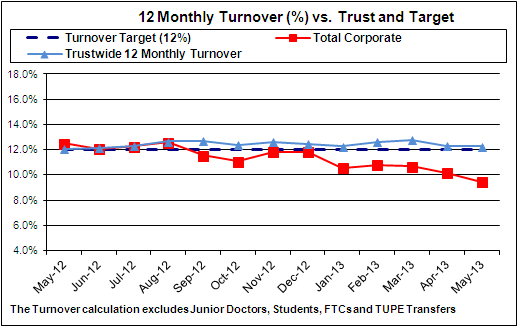 12 Monthly Turnover (%) vs. Trust and Target
Turnover Target (12%) Total Corporate
Trustwide 12 Monthly Turnover
18.0%
16.0%
14.0%
12.0%
10.0%
8.0%
6.0%
4.0%
May-12 Jun-12 Jul-12 Aug-12 Sep-12 Oct-12 Nov-12 Dec-12 Jan-13 Feb-13 Mar-13 Apr-13 May-13
The Turnover calculation excludes Junior Doctors, Students, FTCs and TUPE Transfers